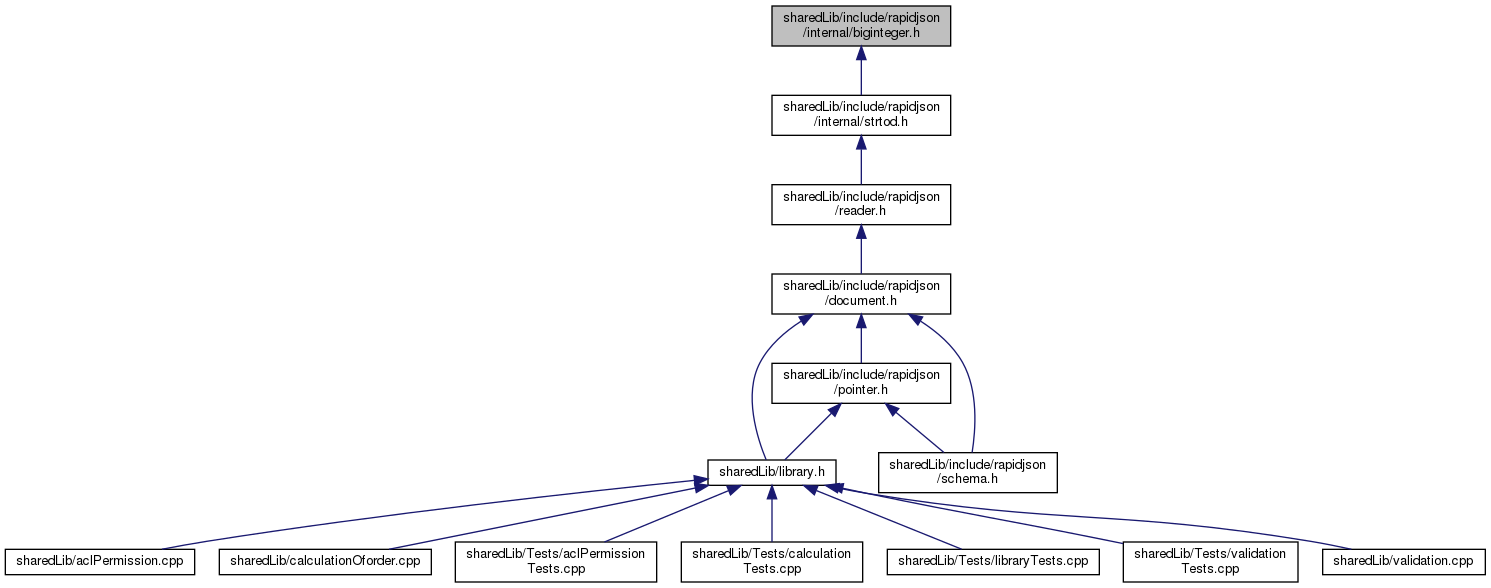 sharedLib/include/rapidjson
/internal/biginteger.h
sharedLib/include/rapidjson
/internal/strtod.h
sharedLib/include/rapidjson
/reader.h
sharedLib/include/rapidjson
/document.h
sharedLib/include/rapidjson
/pointer.h
sharedLib/library.h
sharedLib/include/rapidjson
/schema.h
sharedLib/aclPermission.cpp
sharedLib/calculationOforder.cpp
sharedLib/Tests/aclPermission
Tests.cpp
sharedLib/Tests/calculation
Tests.cpp
sharedLib/Tests/libraryTests.cpp
sharedLib/Tests/validation
Tests.cpp
sharedLib/validation.cpp